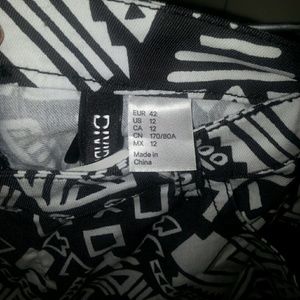 EUR 42
US 12
CA 12
CN 170/80A
MX 12
Made in
China